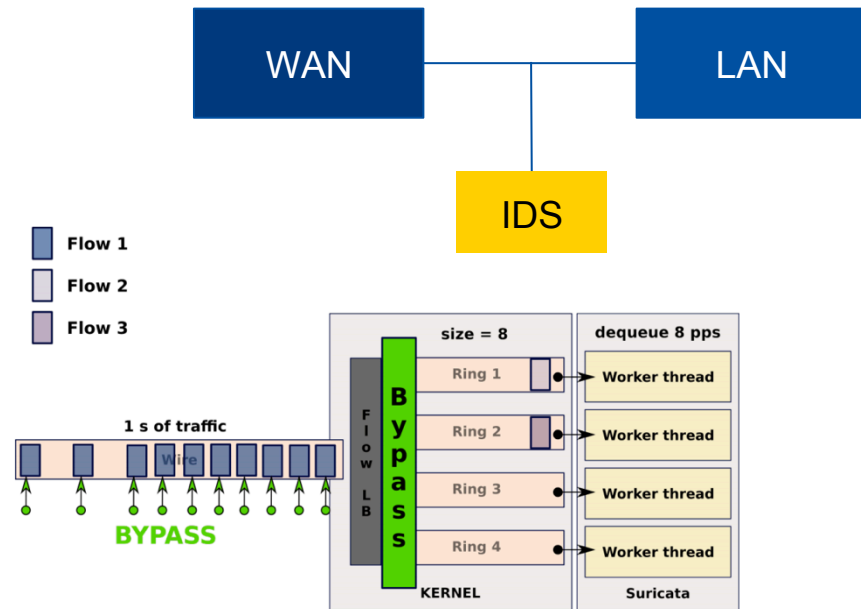 WAN
LAN
IDS
Flow 1
Flow 2
Flow 3
size = 8
dequeue 8 pps
Ring 1
Worker thread
1 s of traffic
Wire
Flow LB
Bypass
Ring 2
Worker thread
Ring 3
Worker thread
BYPASS
Ring 4
Worker thread
KERNEL
Suricata